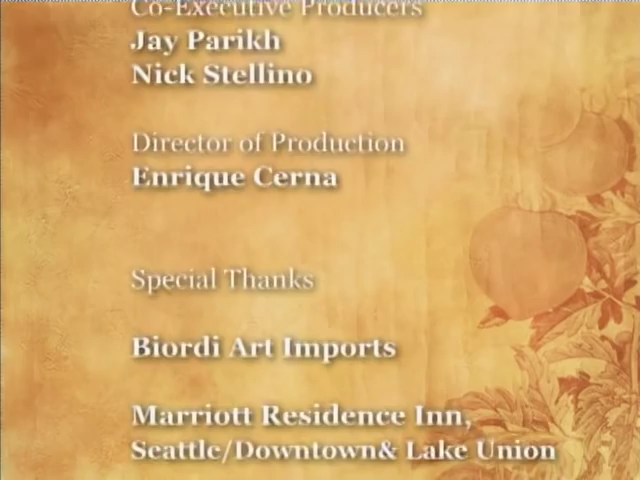 Co-Executive Producers
Jay Parikh
Nick Stellino
Director of Production
Enrique Cerna
Special Thanks
Biordi Art Imports
Marriott Residence Inn,
Seattle/Downtown& Lake Union